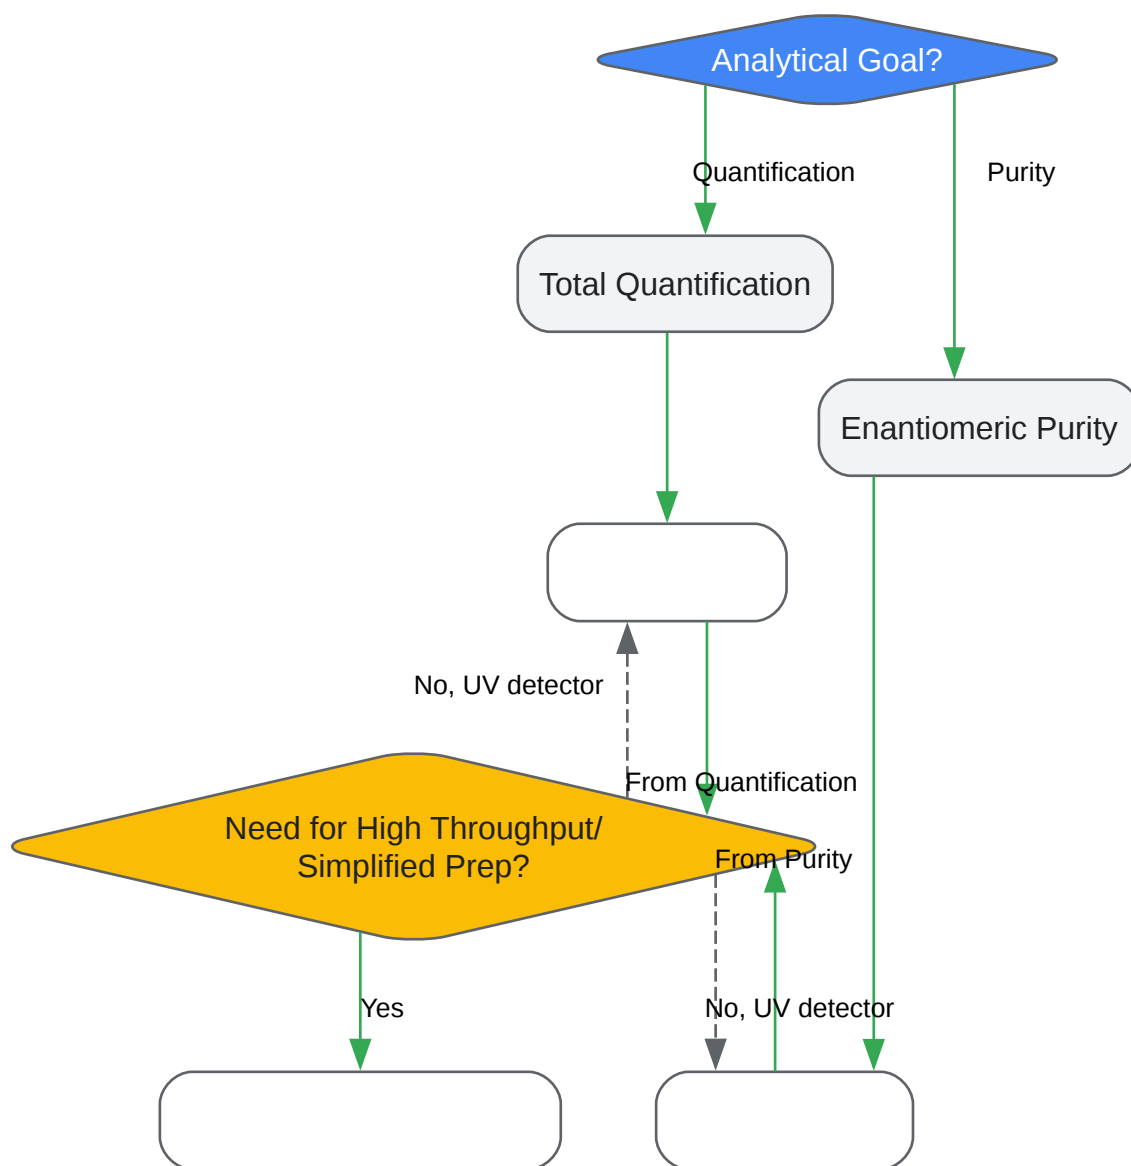 Analytical Goal?
Quantification
Purity
Total Quantification
Enantiomeric Purity
No, UV detector
From Quantification
Need for High Throughput/
Simplified Prep?
From Purity
Yes
No, UV detector